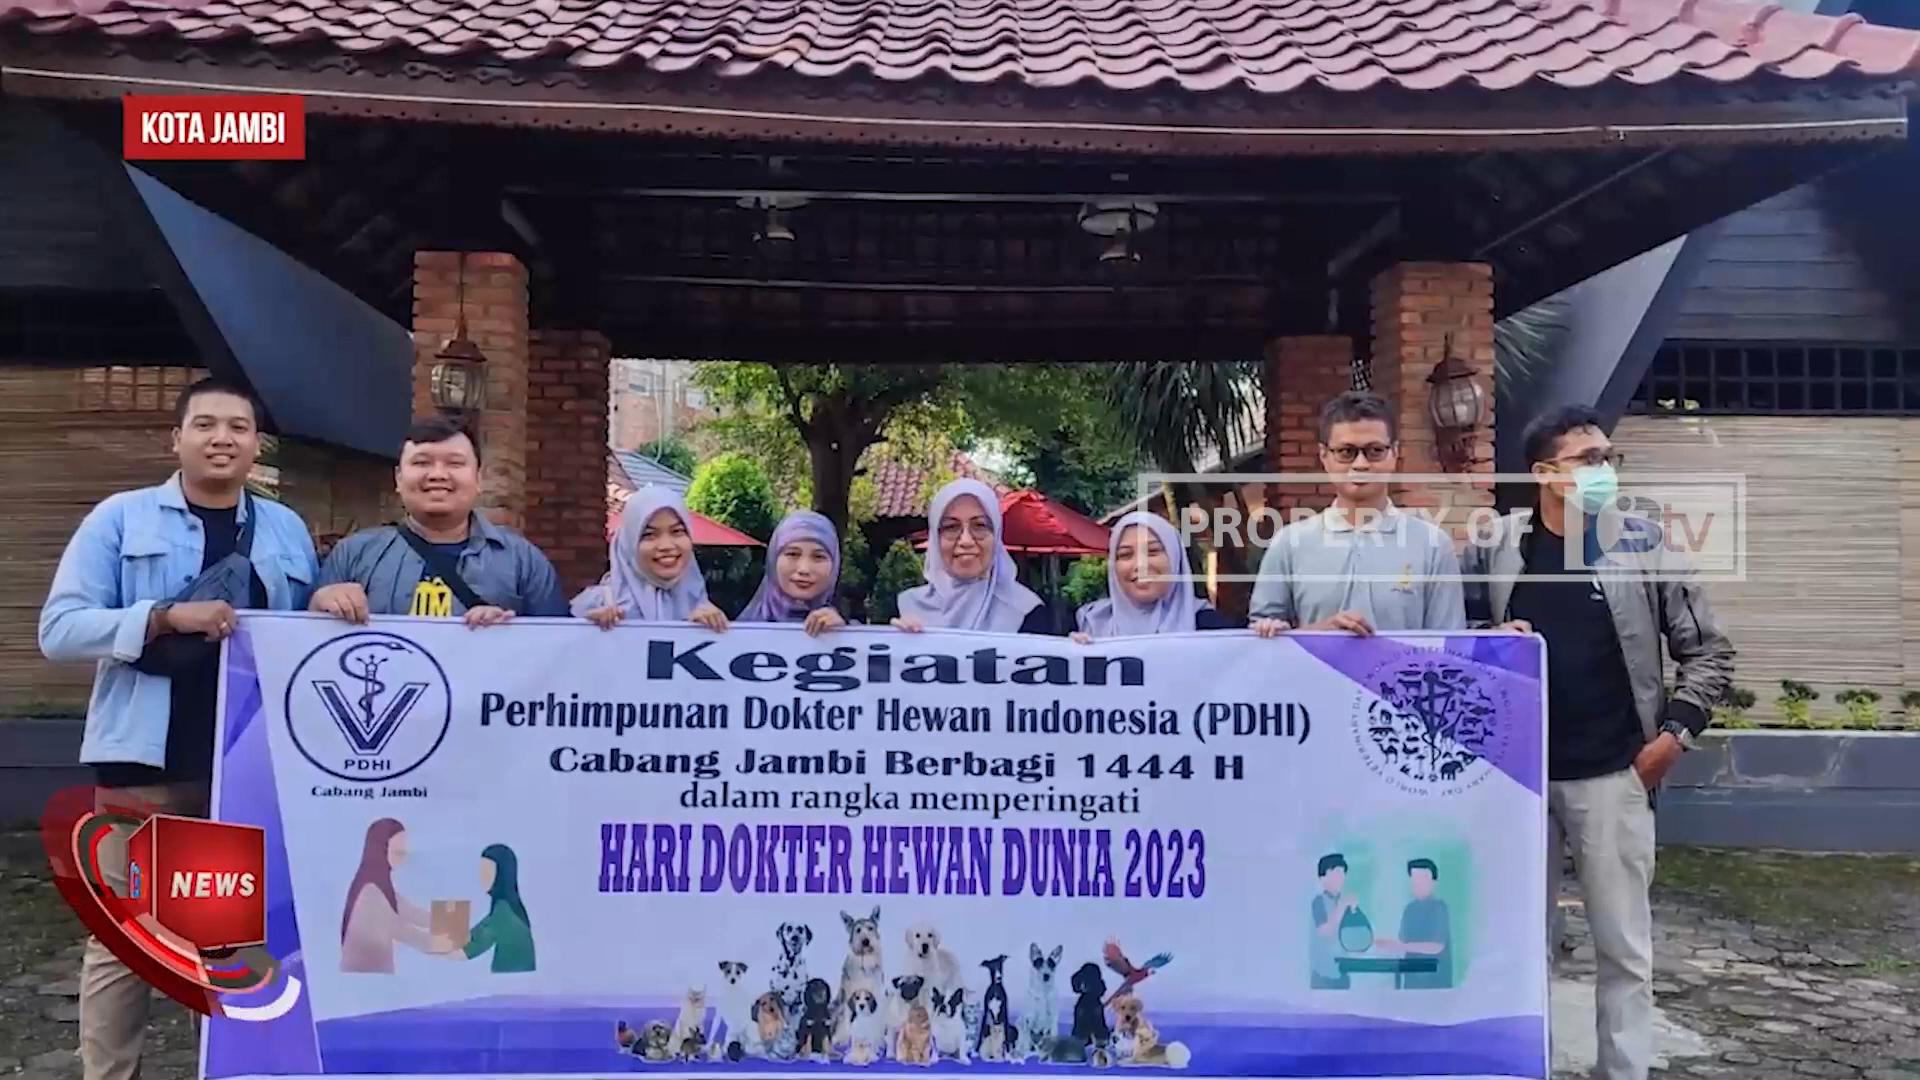 KOTA JAMBI
PROPERTY OF tv
Kegiatan
Perhimpunan Dokter Hewan Indonesia (PDHI)
Cabang Jambi Berbagi 1444 H
dalam rangka memperingati
HARI DOKTER HEWAN DUNIA 2023
PDHI
Cabang Jambi
NEWS